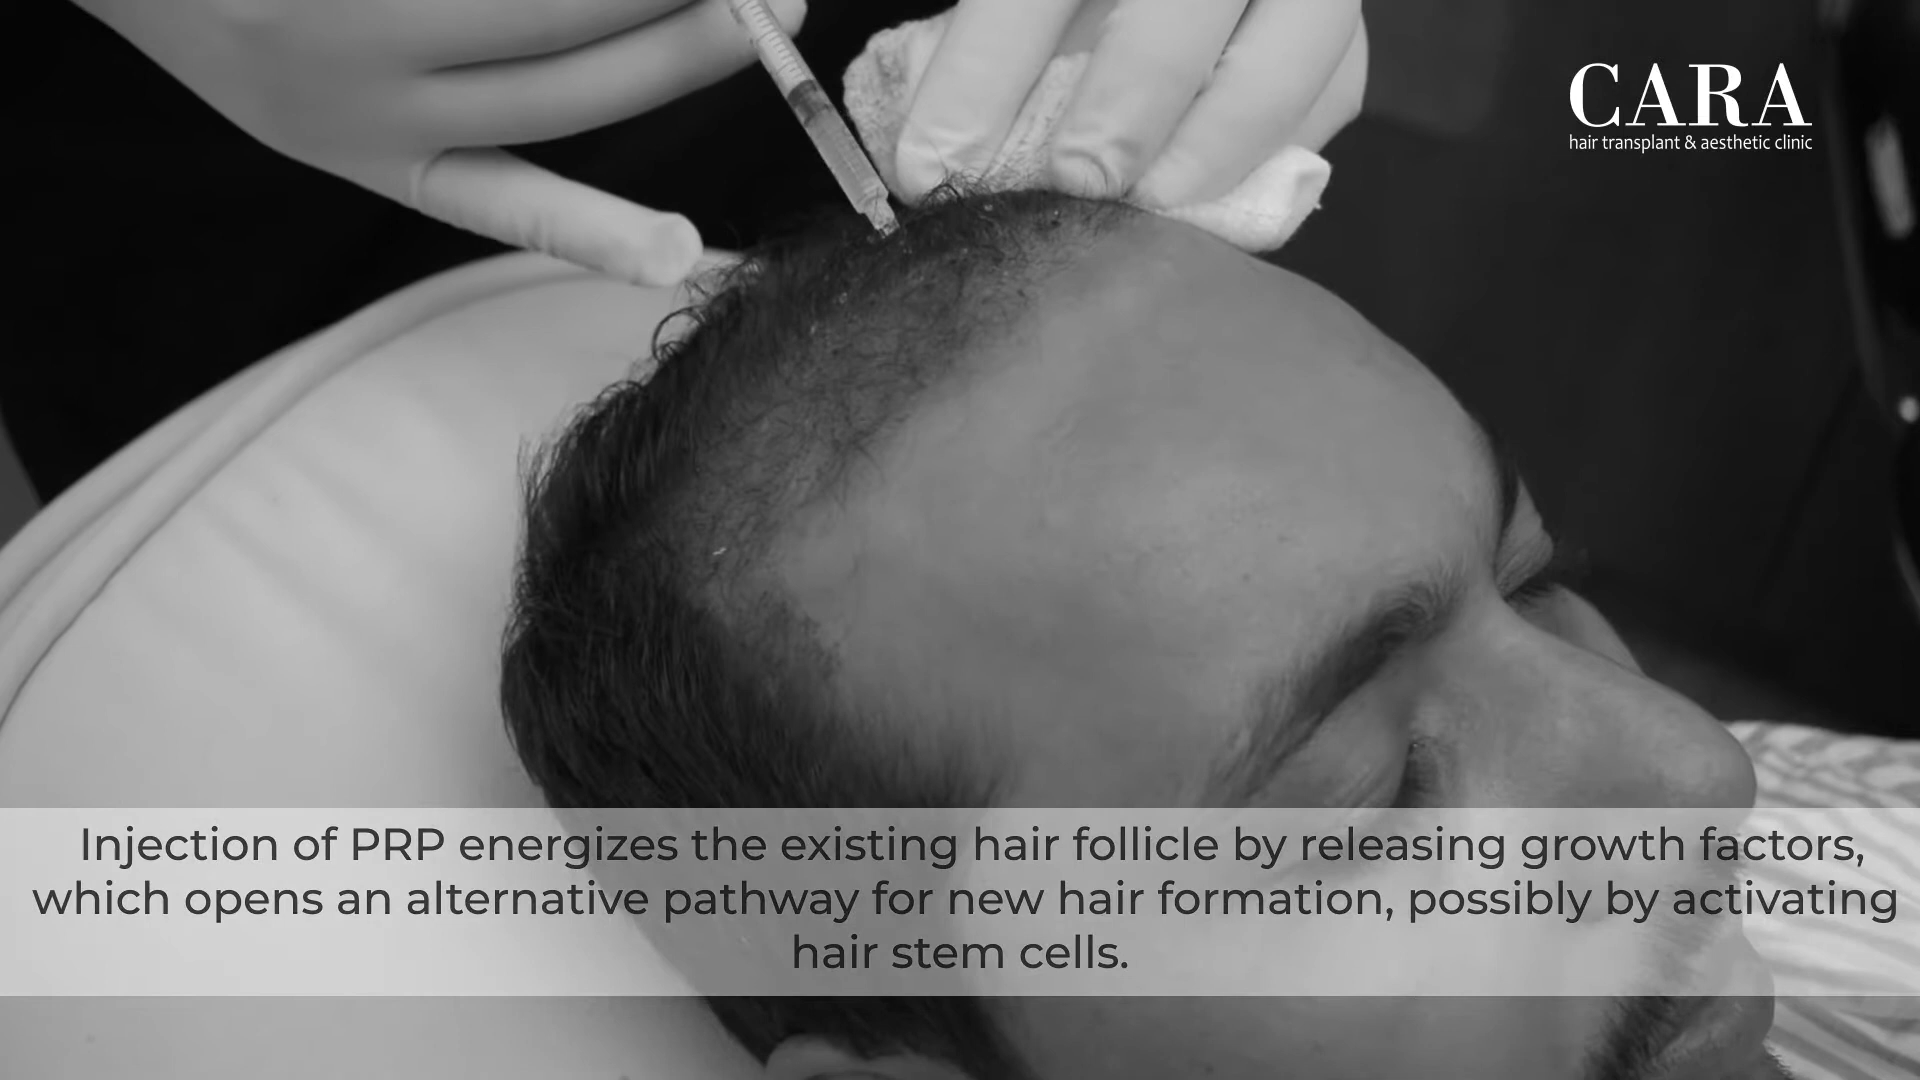 CARA
hair transplant & aesthetic clinic
Injection of PRP energizes the existing hair follicle by releasing growth factors,
which opens an alternative pathway for new hair formation, possibly by activating
hair stem cells.